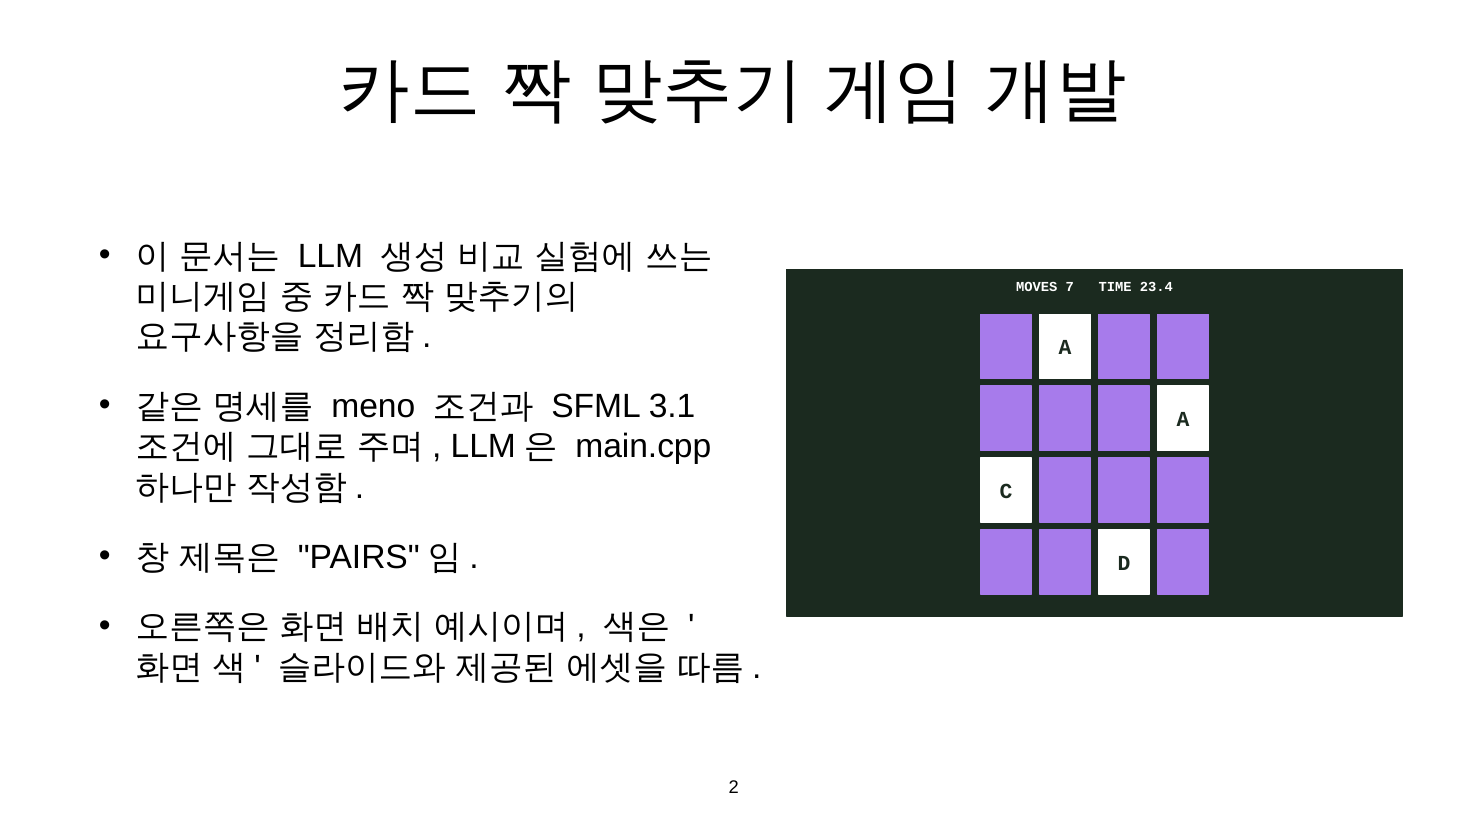 카드 짝 맞추기 게임 개발
• 이 문서는 LLM 생성 비교 실험에 쓰는
미니게임 중 카드 짝 맞추기의
요구사항을 정리함.
• 같은 명세를 meno 조건과 SFML 3.1
조건에 그대로 주며, LLM은 main.cpp
하나만 작성함.
• 창 제목은 "PAIRS"임.
• 오른쪽은 화면 배치 예시이며, 색은 '
화면 색' 슬라이드와 제공된 에셋을 따름.
MOVES 7 TIME 23.4
A
A
C
D
2